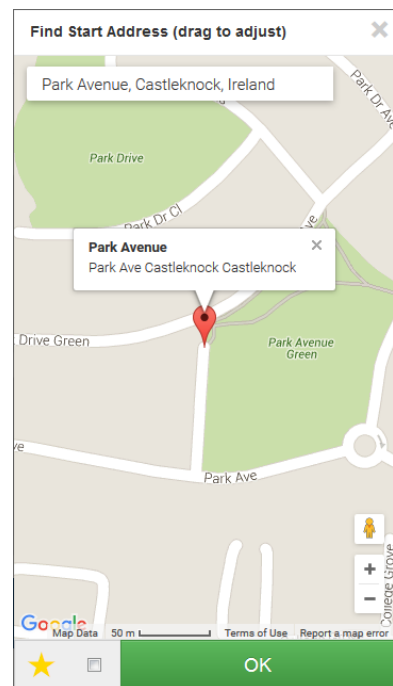 Find Start Address (drag to adjust)
Park Avenue, Castleknock, Ireland
Park Dr Ave
Park Drive
Park Dr Cl
Park Avenue
Park Ave Castleknock Castleknock
Drive Green
Park Avenue
Green
Park Ave
College Grove
Google
Map Data
50 m
Terms of Use
Report a map error
OK